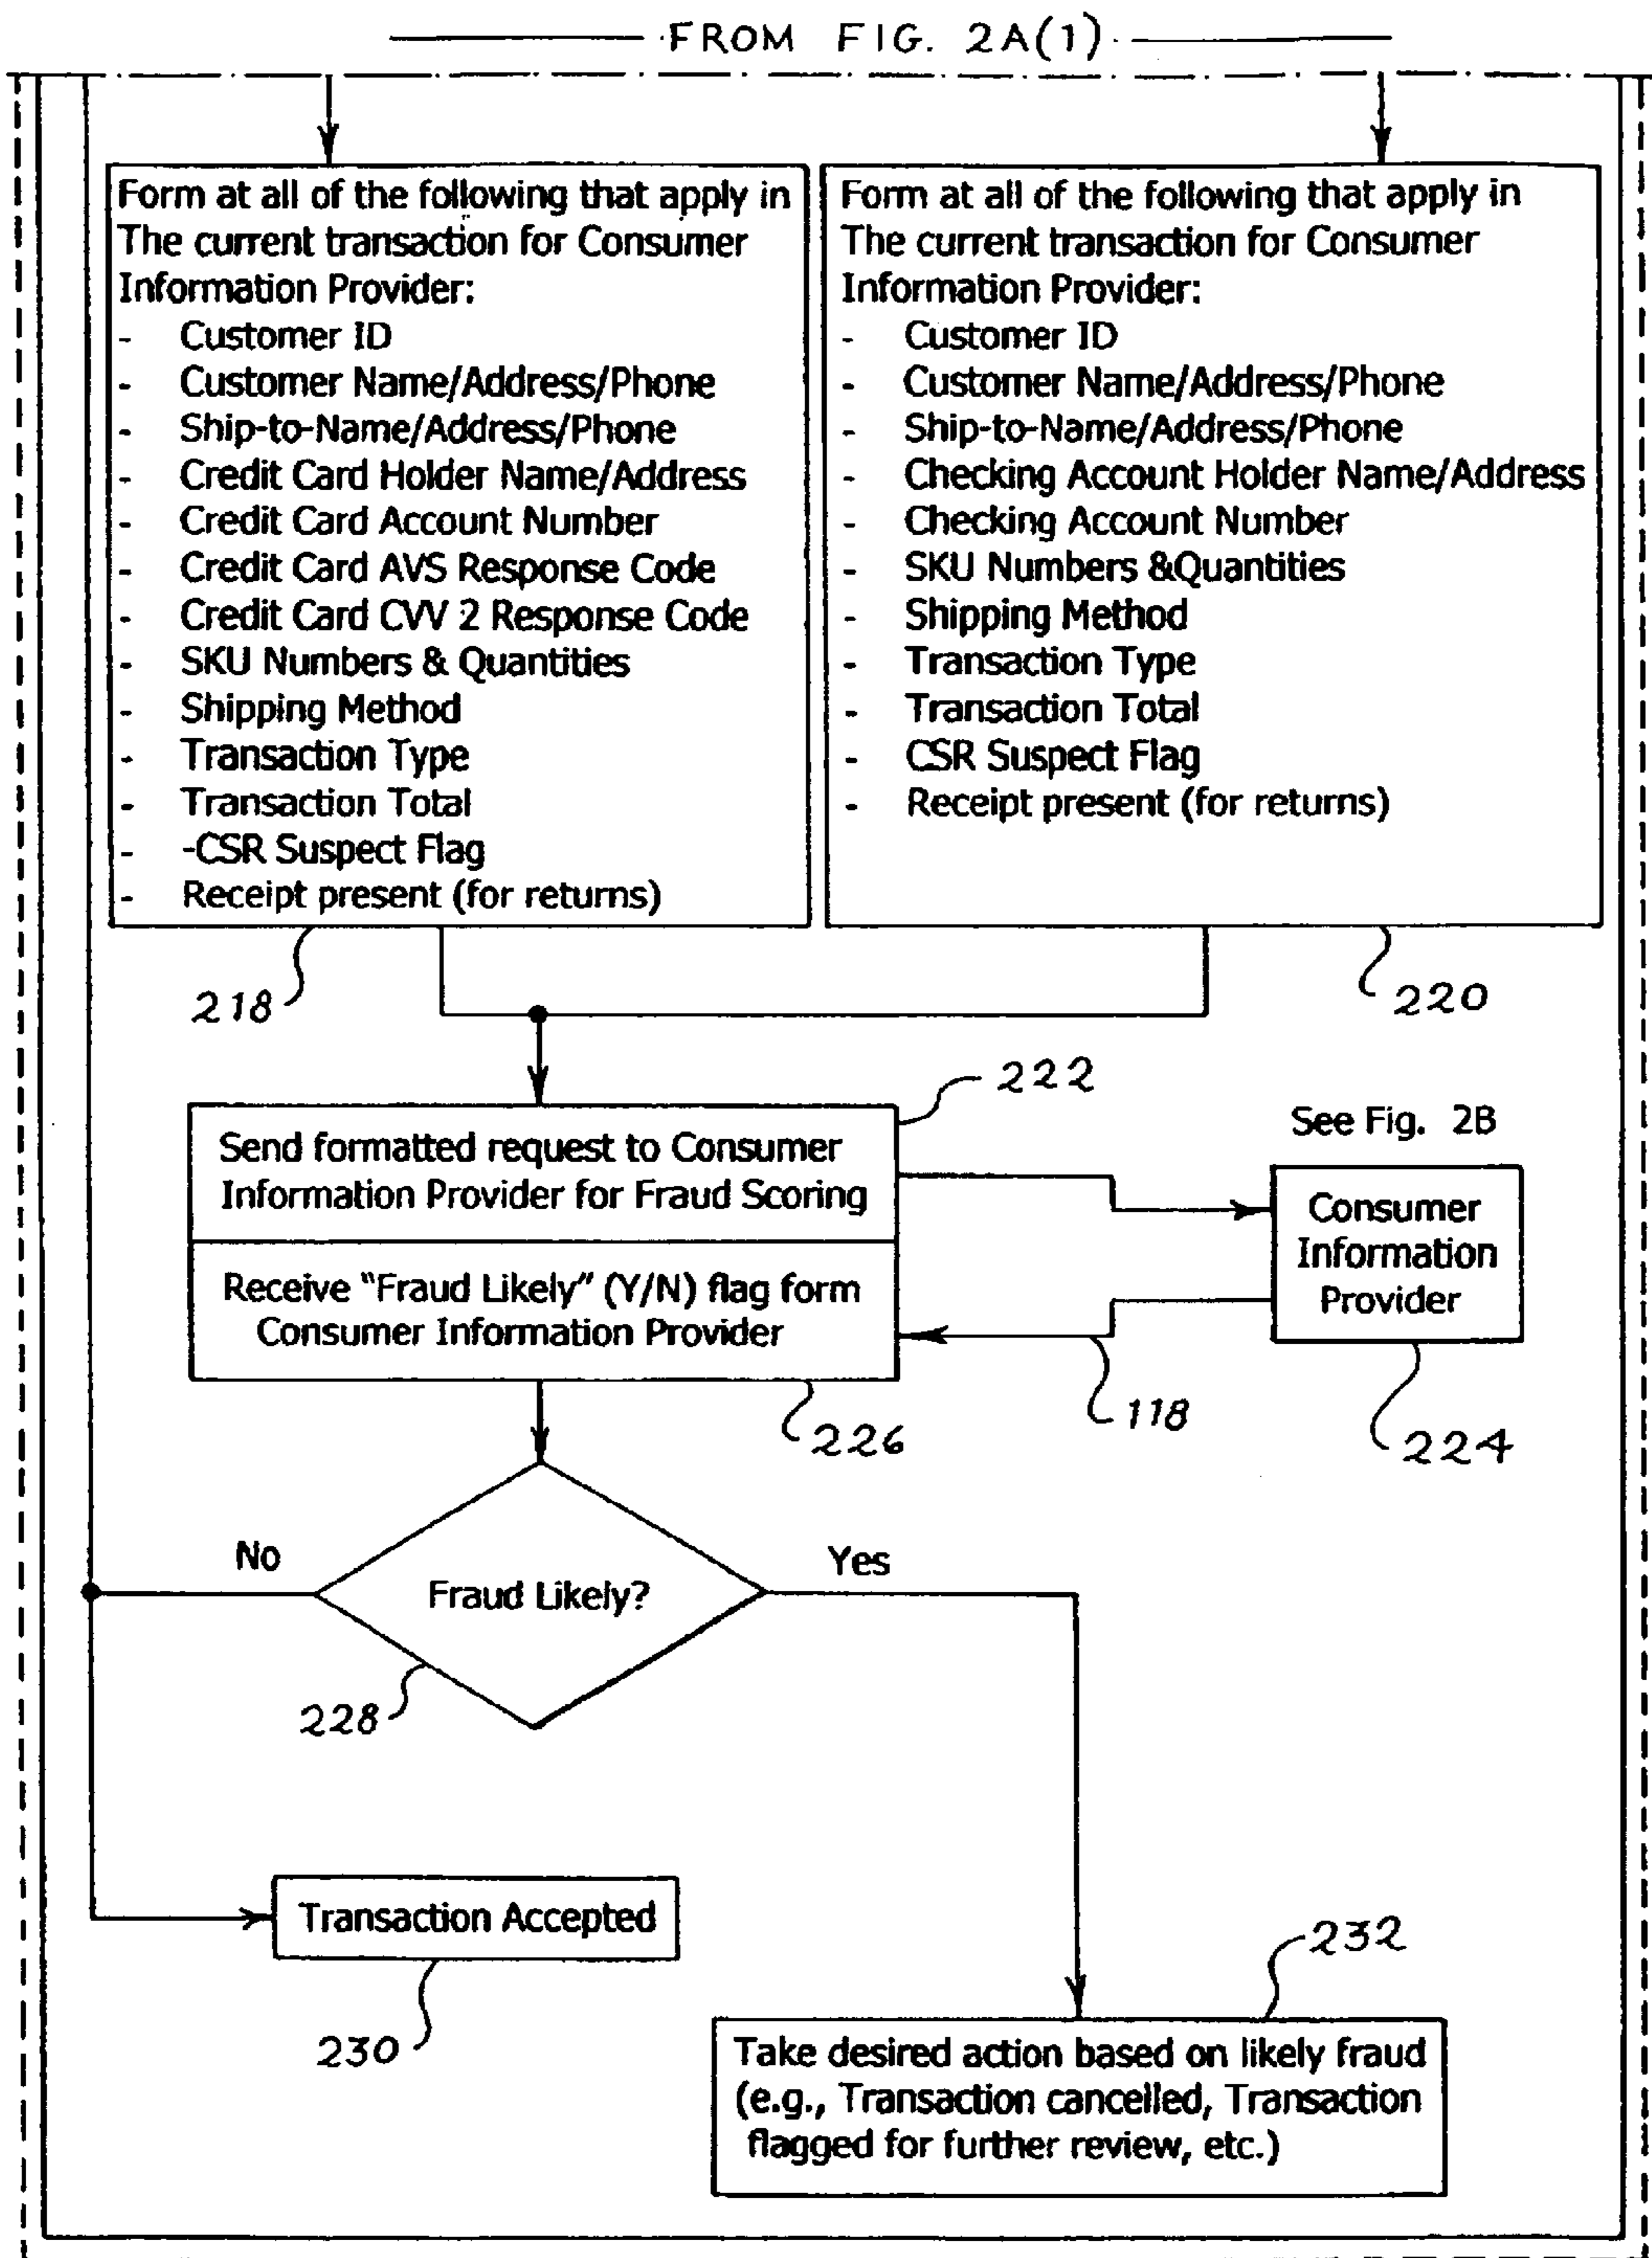 FROM FIG. 2A(1)
Form at all of the following that apply in
The current transaction for Consumer
Information Provider:
- Customer ID
- Customer Name/Address/Phone
- Ship-to-Name/Address/Phone
- Credit Card Holder Name/Address
- Credit Card Account Number
- Credit Card AVS Response Code
- Credit Card CVV 2 Response Code
- SKU Numbers & Quantities
- Shipping Method
- Transaction Type
- Transaction Total
- -CSR Suspect Flag
- Receipt present (for returns)
218
Form at all of the following that apply in
The current transaction for Consumer
Information Provider:
- Customer ID
- Customer Name/Address/Phone
- Ship-to-Name/Address/Phone
- Checking Account Holder Name/Address
- Checking Account Number
- SKU Numbers &Quantities
- Shipping Method
- Transaction Type
- Transaction Total
- CSR Suspect Flag
- Receipt present (for returns)
220
222
Send formatted request to Consumer
Information Provider for Fraud Scoring
See Fig. 2B
Consumer
Information
Provider
Receive "Fraud Likely" (Y/N) flag form
Consumer Information Provider
118
226
224
No
Fraud Likely?
Yes
228
Transaction Accepted
230
232
Take desired action based on likely fraud
(e.g., Transaction cancelled, Transaction
flagged for further review, etc.)